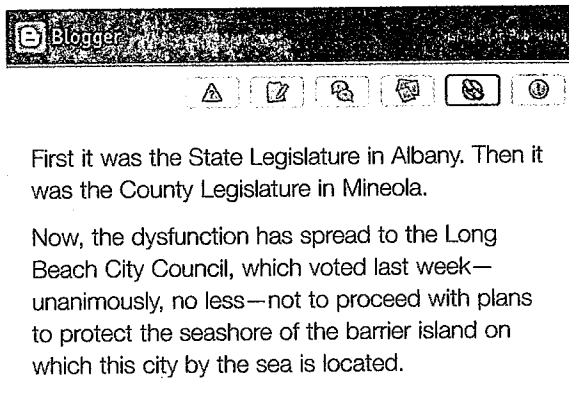 Blogger
Publishing
First it was the State Legislature in Albany. Then it
was the County Legislature in Mineola.
Now, the dysfunction has spread to the Long
Beach City Council, which voted last week—
unanimously, no less—not to proceed with plans
to protect the seashore of the barrier island on
which this city by the sea is located.